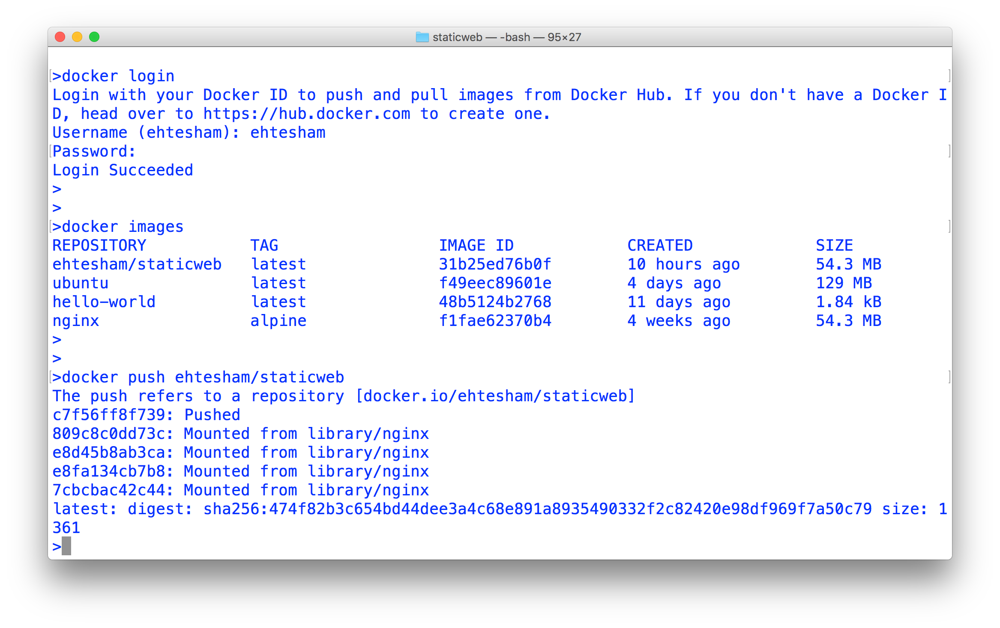 staticweb — -bash — 95×27
>docker login
Login with your Docker ID to push and pull images from Docker Hub. If you don't have a Docker I
D, head over to https://hub.docker.com to create one.
Username (ehtesham): ehtesham
Password:
Login Succeeded
>
>
>docker images
REPOSITORY           TAG                 IMAGE ID            CREATED             SIZE
ehtesham/staticweb   latest              31b25ed76b0f        10 hours ago        54.3 MB
ubuntu               latest              f49eec89601e        4 days ago          129 MB
hello-world          latest              48b5124b2768        11 days ago         1.84 kB
nginx                alpine              f1fae62370b4        4 weeks ago         54.3 MB
>
>
>docker push ehtesham/staticweb
The push refers to a repository [docker.io/ehtesham/staticweb]
c7f56ff8f739: Pushed
809c8c0dd73c: Mounted from library/nginx
e8d45b8ab3ca: Mounted from library/nginx
e8fa134cb7b8: Mounted from library/nginx
7cbcbac42c44: Mounted from library/nginx
latest: digest: sha256:474f82b3c654bd44dee3a4c68e891a8935490332f2c82420e98df969f7a50c79 size: 1
361
>